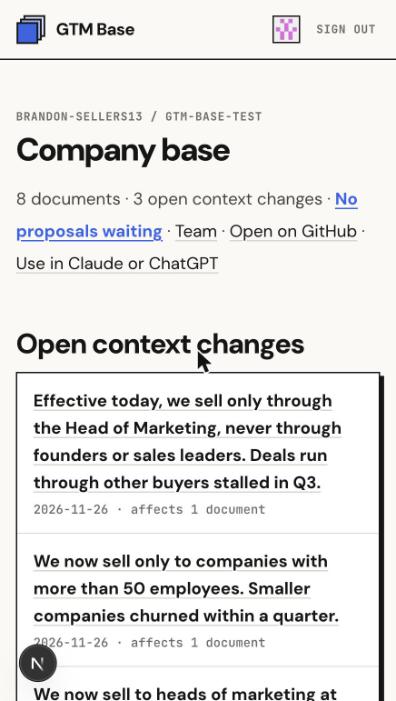 GTM Base
SIGN OUT
BRANDON-SELLERS13 / GTM-BASE-TEST
Company base
8 documents · 3 open context changes · No
proposals waiting · Team · Open on GitHub ·
Use in Claude or ChatGPT
Open context changes
Effective today, we sell only through
the Head of Marketing, never through
founders or sales leaders. Deals run
through other buyers stalled in Q3.
2026-11-26 · affects 1 document
We now sell only to companies with
more than 50 employees. Smaller
companies churned within a quarter.
2026-11-26 · affects 1 document
N
We now sell to heads of marketing at